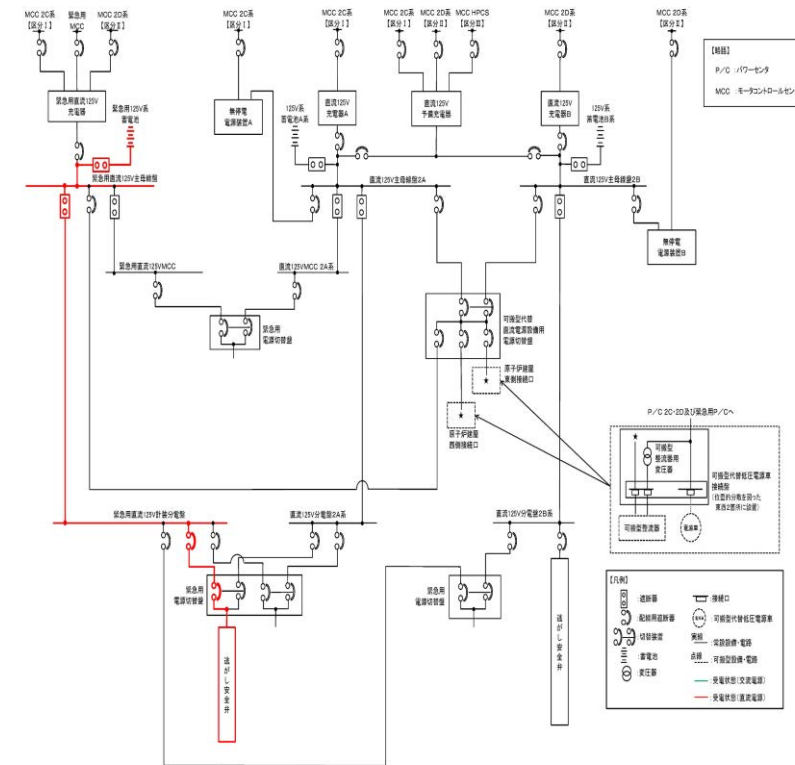 MCC 2C系
【区分Ⅰ】
緊急用
MCC
MCC 2D系
【区分Ⅱ】
MCC 2C系
【区分Ⅰ】
MCC 2C系
【区分Ⅰ】
MCC 2C系
【区分Ⅰ】
MCC 2D系
【区分Ⅱ】
MCC HPCS
【区分Ⅲ】
MCC 2D系
【区分Ⅱ】
MCC 2D系
【区分Ⅱ】
【略語】
P/C :パワーセンタ
MCC :モータコントロールセン
緊急用直流125V
充電器
緊急用125V系
蓄電池
無停電
電源装置A
125V系
蓄電池A系
直流125V
充電器A
直流125V
予備充電器
直流125V
充電器B
125V系
蓄電池B系
緊急用直流125V主母線盤
直流125V主母線盤2A
直流125V主母線盤2B
無停電
電源装置B
緊急用直流125VMCC
直流125VMCC 2A系
緊急用
電源切替盤
可搬型代替
直流電源設備用
電源切替盤
原子炉建屋
東側接続口
原子炉建屋
西側接続口
P/C 2C・2D及び緊急用P/Cへ
可搬型
整流器用
変圧器
可搬型代替低圧電源車
接続盤
(位置的分散を図った
東西2箇所に設置)
可搬型整流器
電源車
緊急用直流125V計装分電盤
直流125V分電盤2A系
直流125V分電盤2B系
緊急用
電源切替盤
緊急用
電源切替盤
逃がし安全弁
逃がし安全弁
【凡例】
:遮断器
:配線用遮断器
:切替装置
:蓄電池
:変圧器
:接続口
:可搬型代替低圧電源車
実線
:常設設備・電路
点線
:可搬型設備・電路
:受電状態(交流電源)
:受電状態(直流電源)